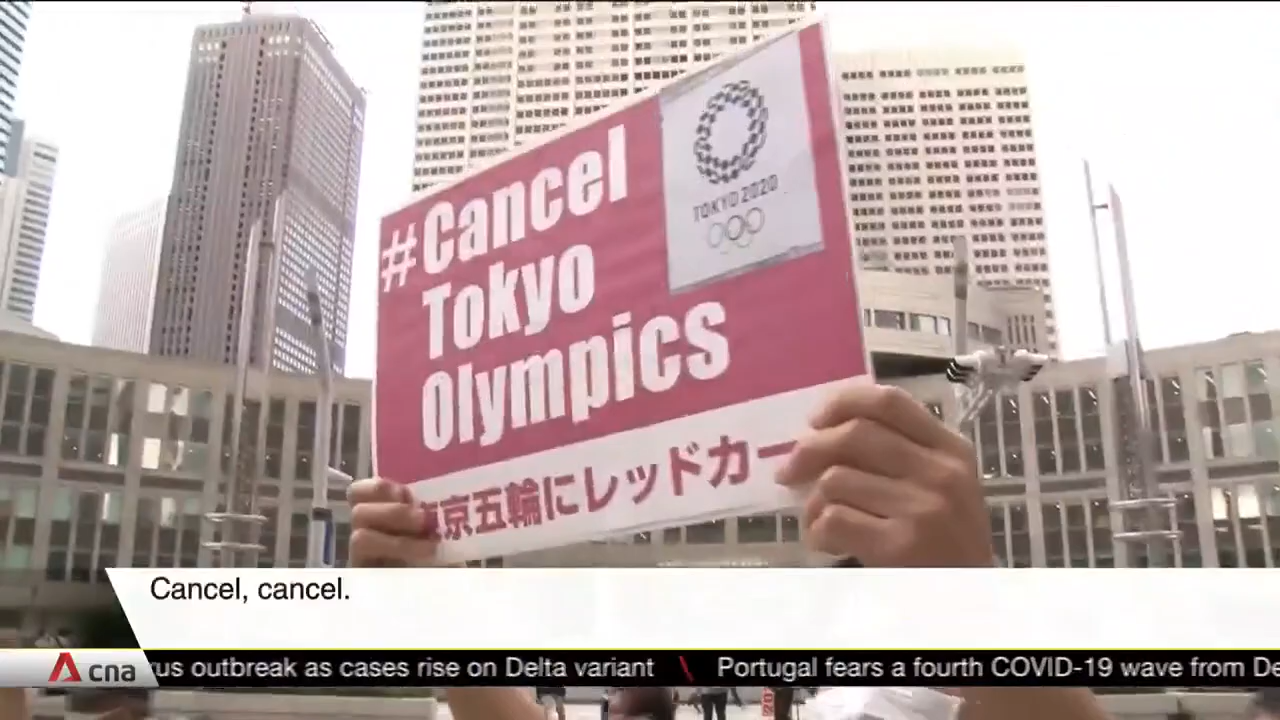 #Cancel
Tokyo
Olympics
TOKYO 2020
京五輪にレッドカー
Cancel, cancel.
cna
rus outbreak as cases rise on Delta variant \ Portugal fears a fourth COVID-19 wave from De